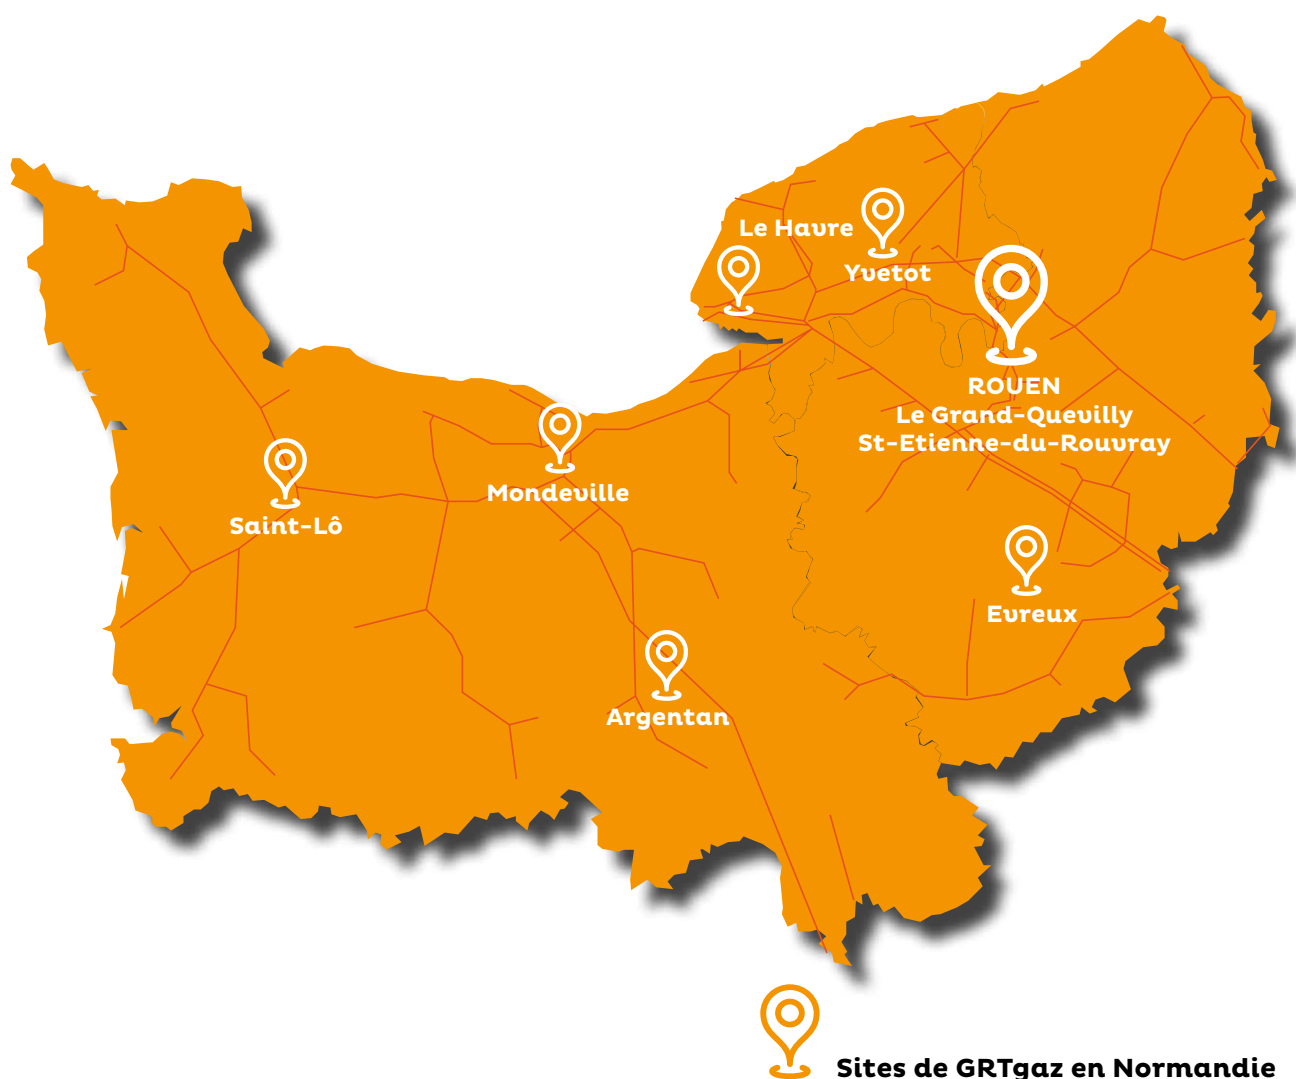 Le Havre
Yvetot
ROUEN
Le Grand-Quevilly
St-Etienne-du-Rouvray
Mondeville
Saint-Lô
Evreux
Argentan
Sites de GRTgaz en Normandie